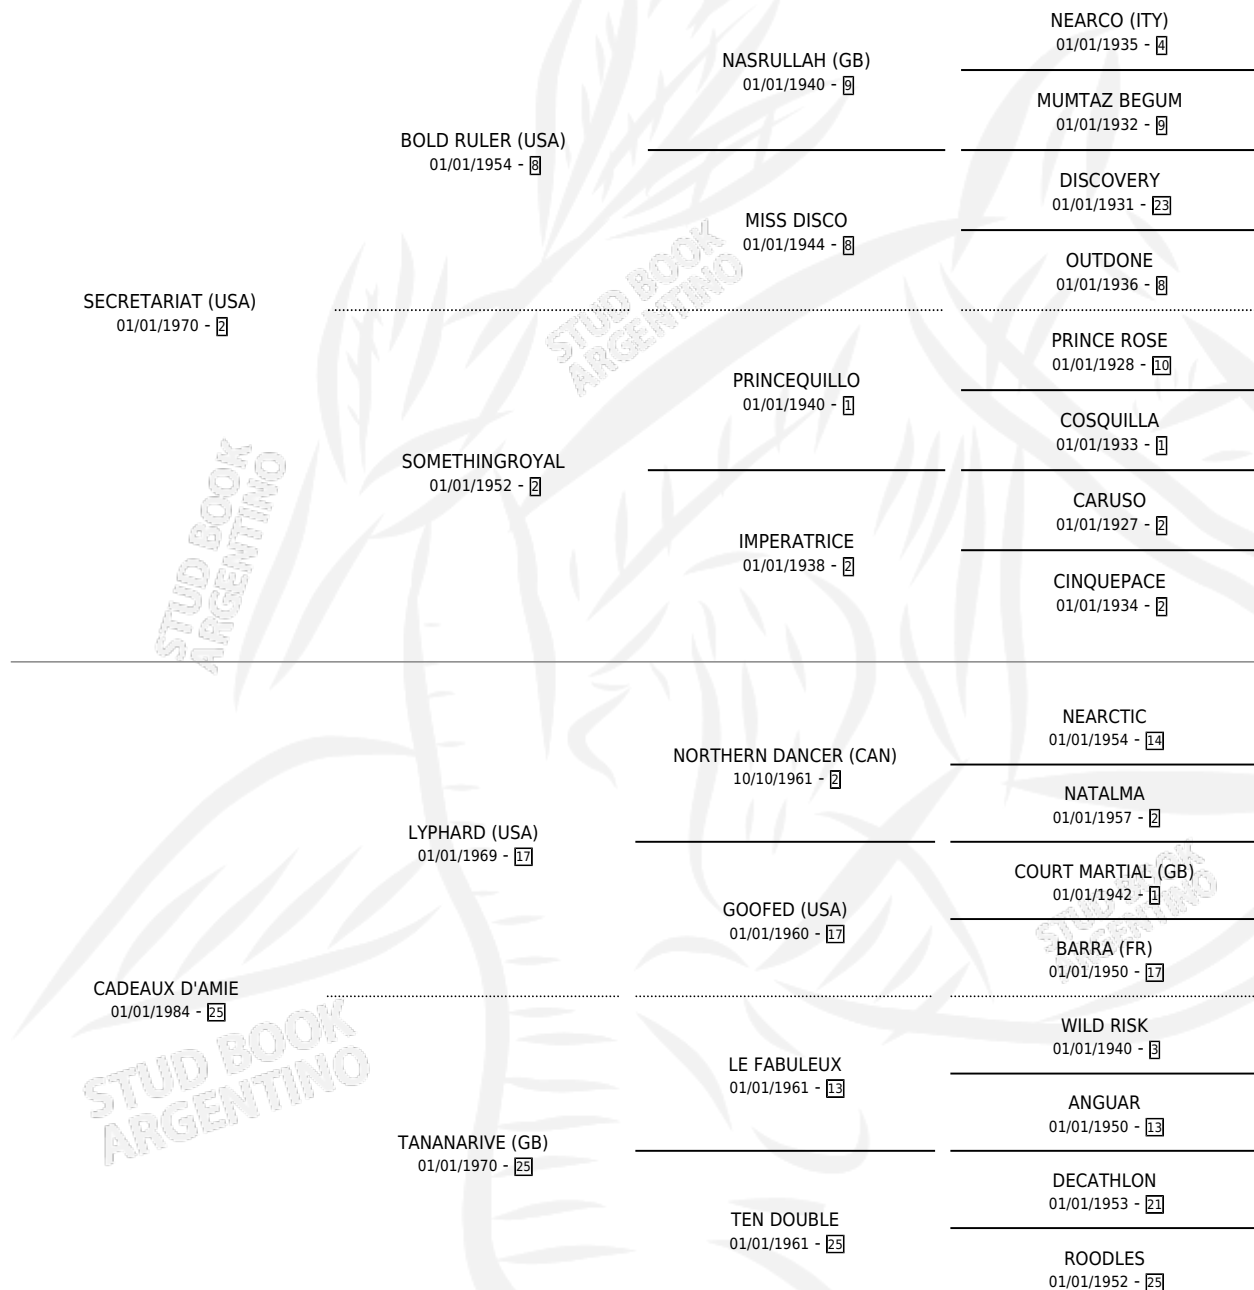 NEARCO (ITY)
01/01/1935 - 4
NASRULLAH (GB)
01/01/1940 - 9
MUMTAZ BEGUM
01/01/1932 - 9
BOLD RULER (USA)
01/01/1954 - 8
DISCOVERY
01/01/1931 - 23
MISS DISCO
01/01/1944 - 8
OUTDONE
01/01/1936 - 8
SECRETARIAT (USA)
01/01/1970 - 2
STUD BOOK
ARGENTINO
PRINCE ROSE
01/01/1928 - 10
PRINCEQUILLO
01/01/1940 - 1
COSQUILLA
01/01/1933 - 1
SOMETHINGROYAL
01/01/1952 - 2
CARUSO
01/01/1927 - 2
IMPERATRICE
01/01/1938 - 2
CINQUEPACE
01/01/1934 - 2
STUD BOOK
ARGENTINO
NEARCTIC
01/01/1954 - 14
NORTHERN DANCER (CAN)
10/10/1961 - 2
NATALMA
01/01/1957 - 2
LYPHARD (USA)
01/01/1969 - 17
COURT MARTIAL (GB)
01/01/1942 - 1
GOOFED (USA)
01/01/1960 - 17
STUD BOOK
ARGENTINO
BARRA (FR)
01/01/1950 - 17
CADEAUX D'AMIE
01/01/1984 - 25
WILD RISK
01/01/1940 - 3
LE FABULEUX
01/01/1961 - 13
ANGUAR
01/01/1950 - 13
STUD BOOK
ARGENTINO
TANANARIVE (GB)
01/01/1970 - 25
DECATHLON
01/01/1953 - 21
TEN DOUBLE
01/01/1961 - 25
ROODLES
01/01/1952 - 25